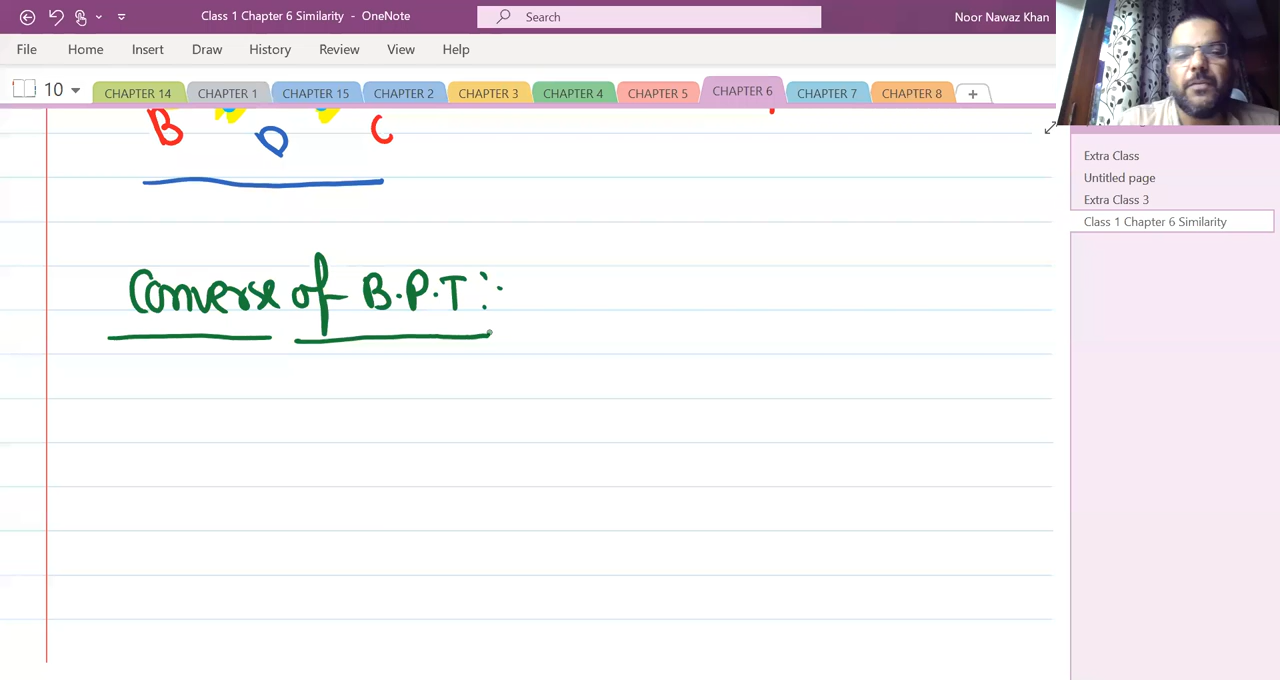 Class 1 Chapter 6 Similarity - OneNote
Search
Noor Nawaz Khan
File Home Insert Draw History Review View Help
10 CHAPTER 14 CHAPTER 1 CHAPTER 15 CHAPTER 2 CHAPTER 3 CHAPTER 4 CHAPTER 5 CHAPTER 6 CHAPTER 7 CHAPTER 8
Extra Class
Untitled page
Extra Class 3
Class 1 Chapter 6 Similarity
B D C
Converse of B.P.T :-